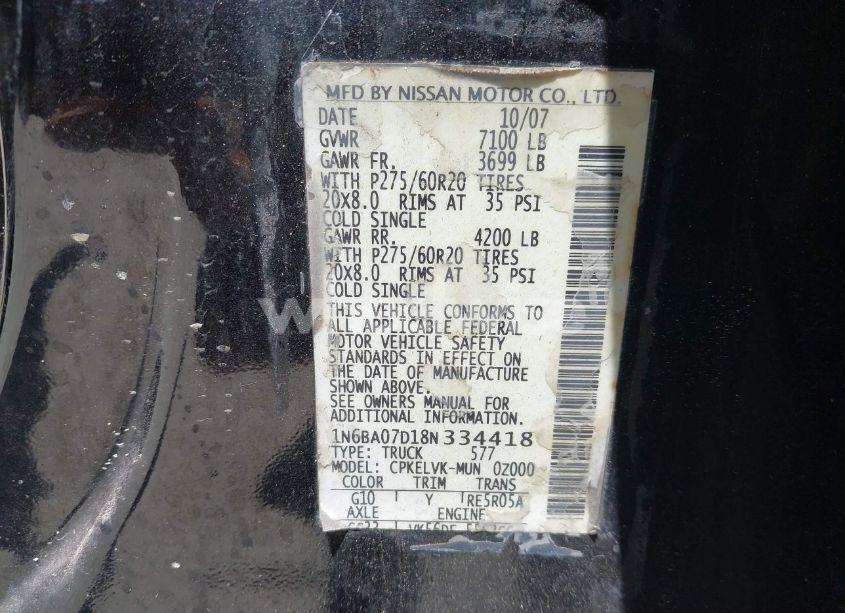 MFD BY NISSAN MOTOR CO., LTD.
DATE 10/07
GVWR 7100 LB
GAWR FR. 3699 LB
WITH P275/60R20 TIRES
20X8.0 RIMS AT 35 PSI
COLD SINGLE
GAWR RR. 4200 LB
WITH P275/60R20 TIRES
20X8.0 RIMS AT 35 PSI
COLD SINGLE
THIS VEHICLE CONFORMS TO
ALL APPLICABLE FEDERAL
MOTOR VEHICLE SAFETY
STANDARDS IN EFFECT ON
THE DATE OF MANUFACTURE
SHOWN ABOVE.
SEE OWNERS MANUAL FOR
ADDITIONAL INFORMATION.
1N6BA07D18N334418
TYPE: TRUCK 577
MODEL: CPKELVK-MUN 0Z000
COLOR TRIM TRANS
G10 Y RE5R05A
AXLE ENGINE